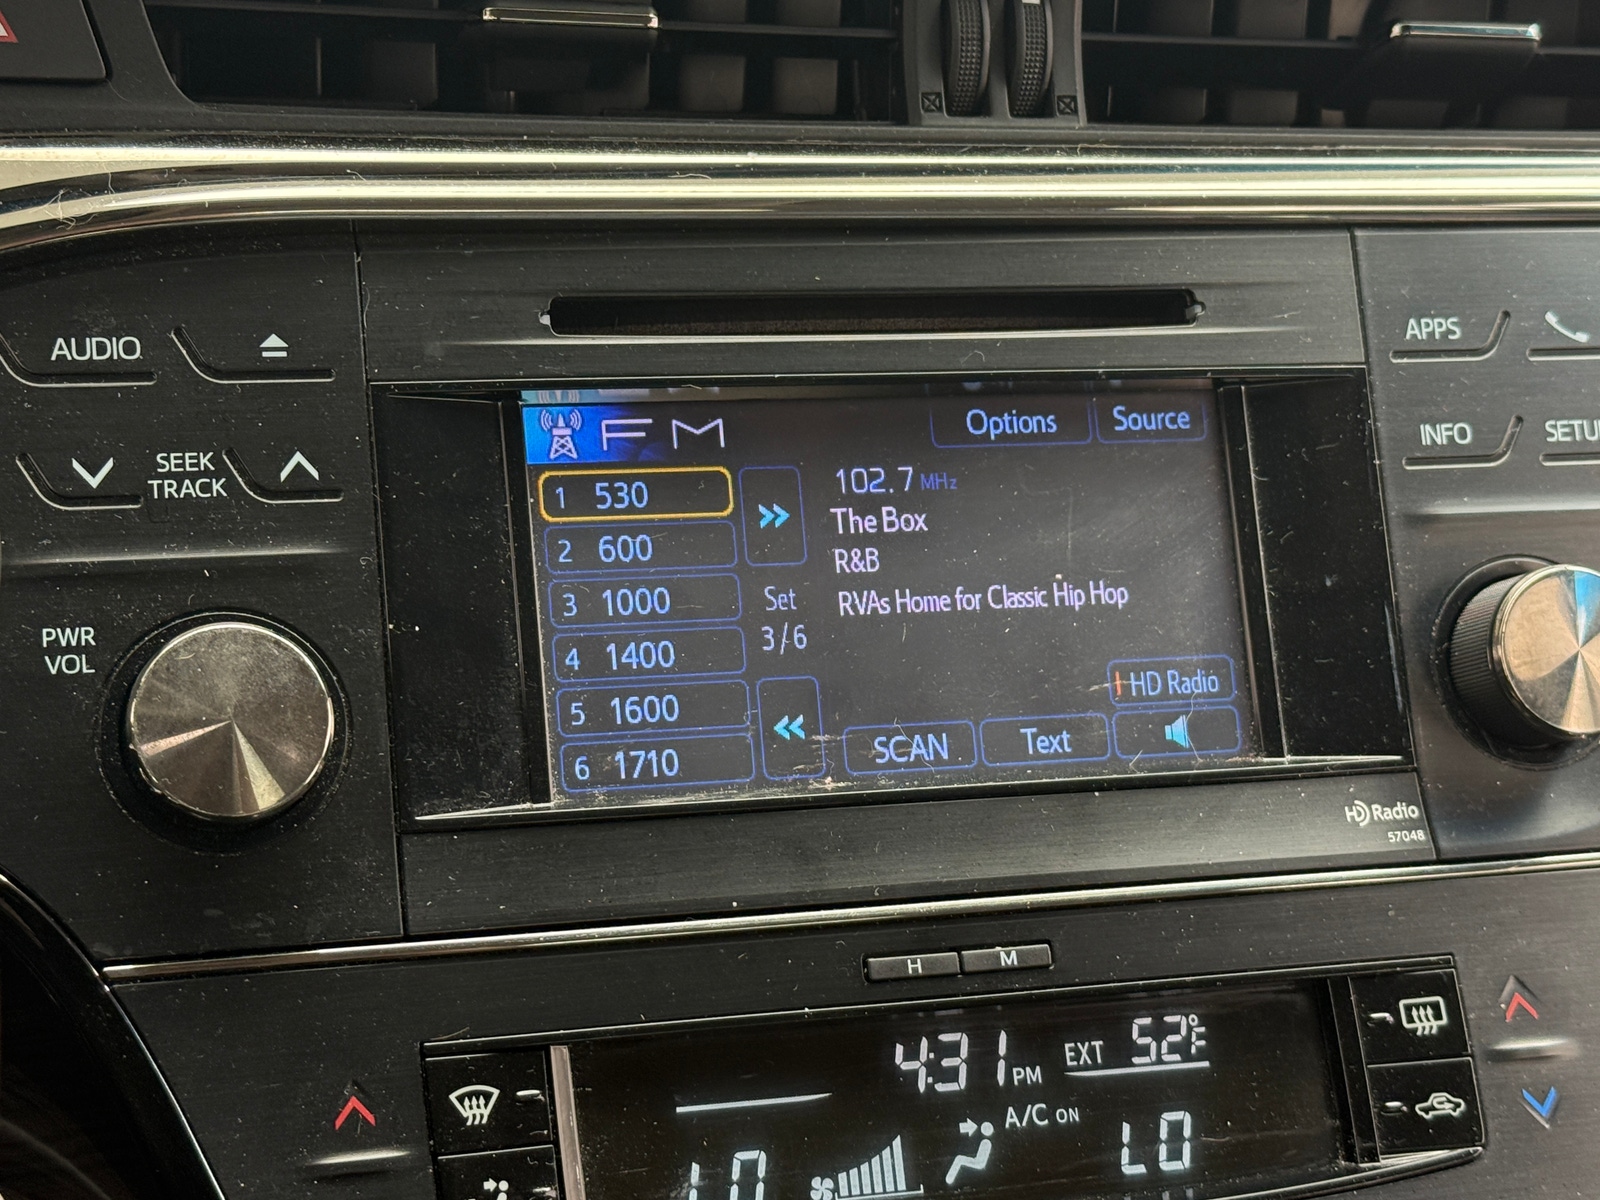 AUDIO
SEEK
TRACK
PWR
VOL
APPS
INFO
FM
Options
Source
1 530
2 600
3 1000
4 1400
5 1600
6 1710
Set
3/6
102.7 MHz
The Box
R&B
RVAs Home for Classic Hip Hop
HD Radio
SCAN
Text
HD Radio
57048
H
M
4:31 PM
EXT 52°F
A/C ON
LO
LO